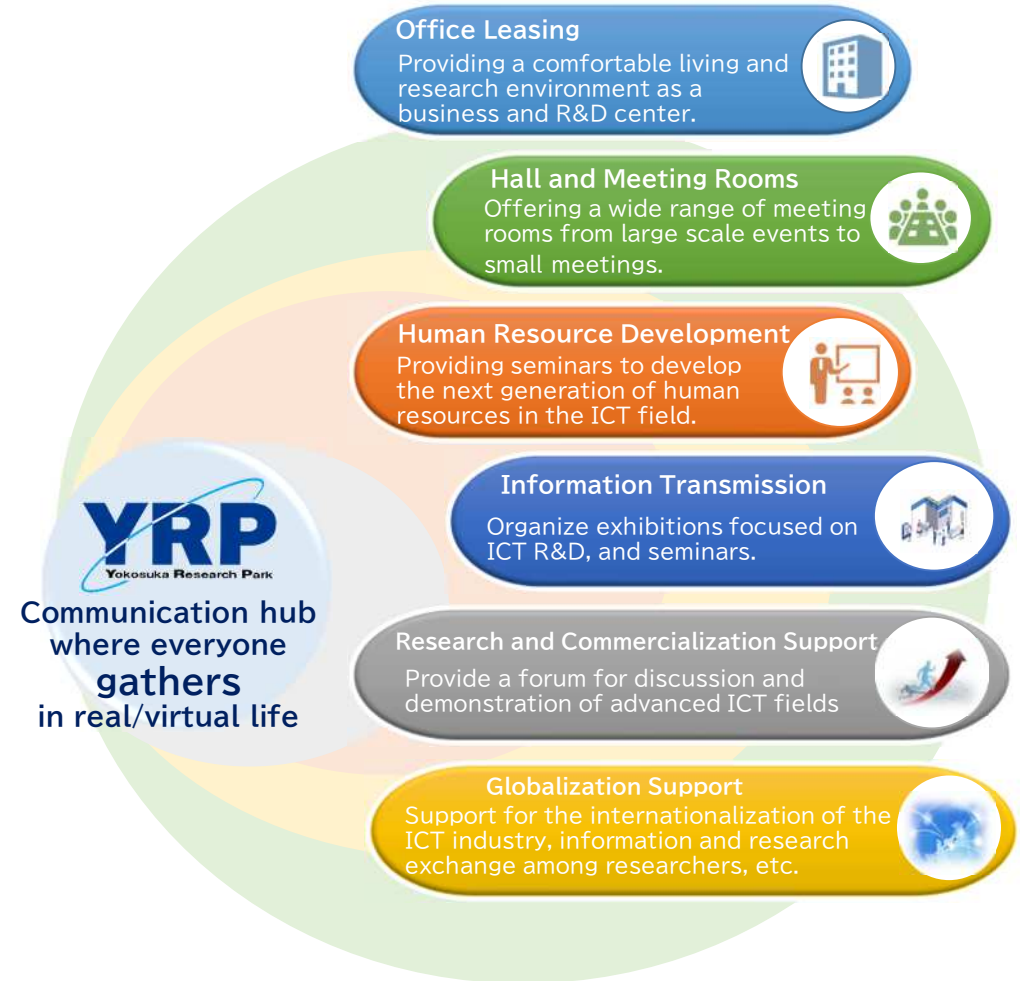 Office Leasing
Providing a comfortable living and
research environment as a
business and R&D center.
Hall and Meeting Rooms
Offering a wide range of meeting
rooms from large scale events to
small meetings.
Human Resource Development
Providing seminars to develop
the next generation of human
resources in the ICT field.
Information Transmission
Organize exhibitions focused on
ICT R&D, and seminars.
YRP
Yokosuka Research Park
Communication hub
where everyone
gathers
in real/virtual life
Research and Commercialization Support
Provide a forum for discussion and
demonstration of advanced ICT fields
Globalization Support
Support for the internationalization of the
ICT industry, information and research
exchange among researchers, etc.